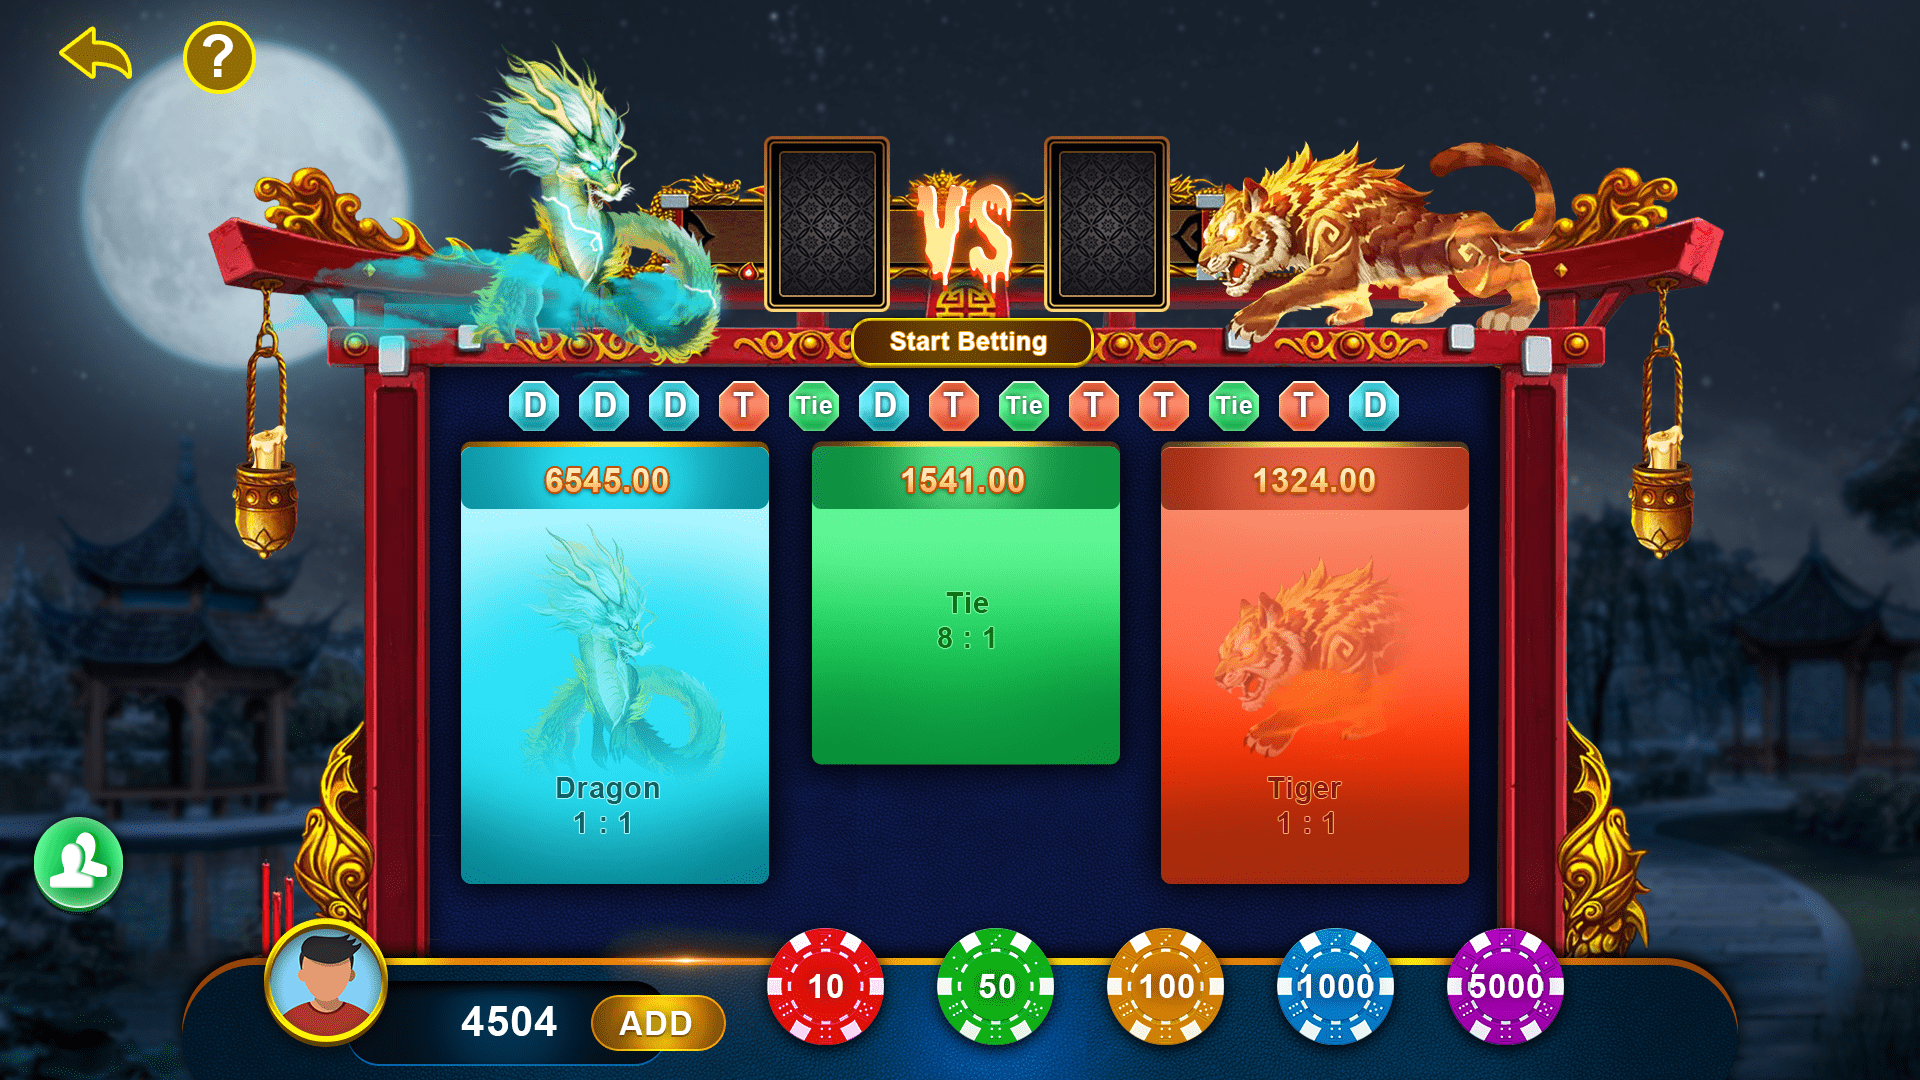 ?
VS
Start Betting
D D D T Tie D T Tie T T Tie T D
6545.00
1541.00
1324.00
Tie
8 : 1
Dragon
1 : 1
Tiger
1 : 1
4504
ADD
10
50
100
1000
5000